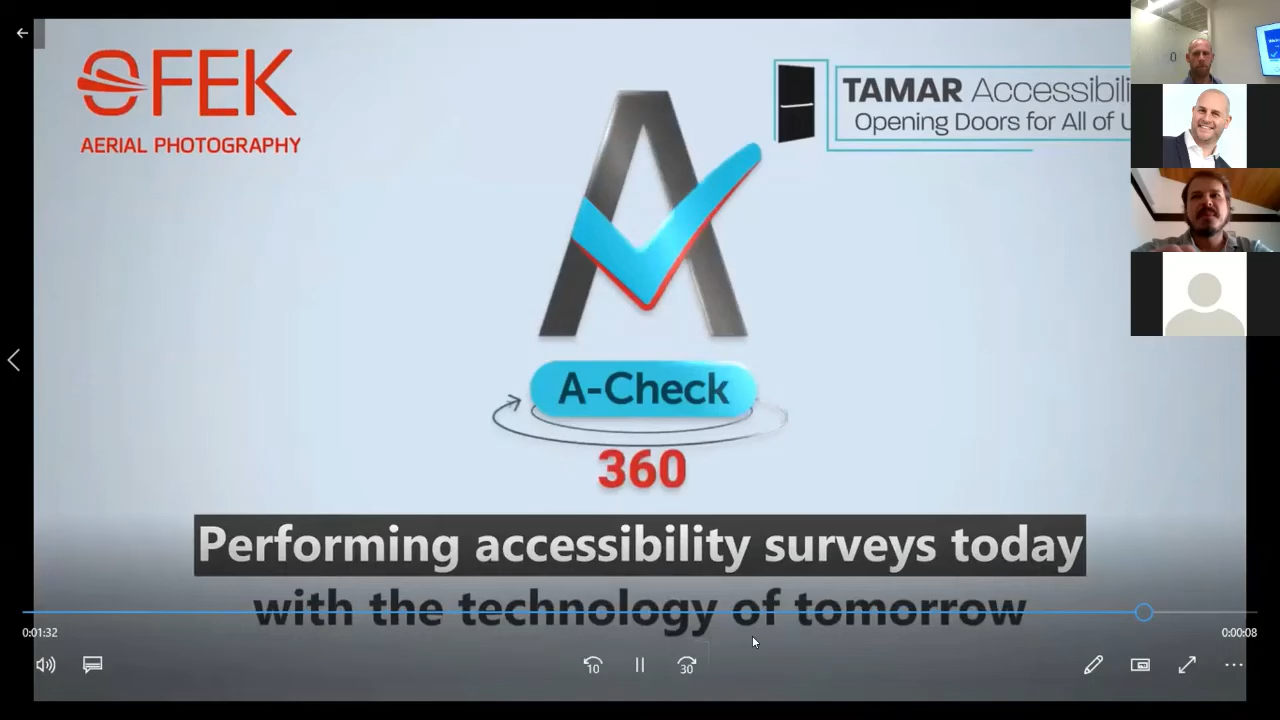 OFEK
AERIAL PHOTOGRAPHY
TAMAR Accessibili
Opening Doors for All of U
A
A-Check
360
Performing accessibility surveys today
with the technology of tomorrow
0:01:32
0:00:08
10
30